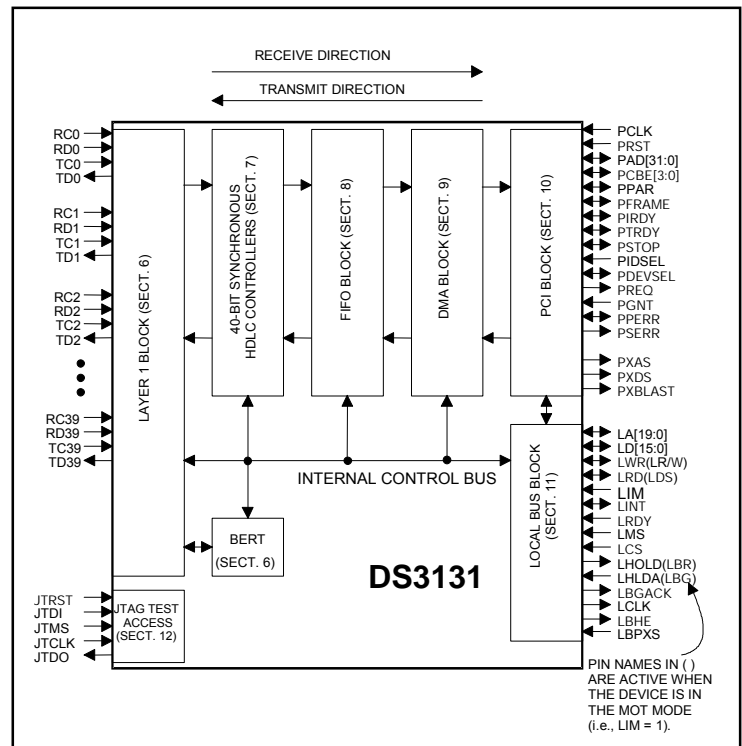 RECEIVE DIRECTION
TRANSMIT DIRECTION
RC0
RD0
TC0
TD0
RC1
RD1
TC1
TD1
RC2
RD2
TC2
TD2
RC39
RD39
TC39
TD39
JTRST
JTDI
JTMS
JTCLK
JTDO
LAYER 1 BLOCK (SECT. 6)
40-BIT SYNCHRONOUS
HDLC CONTROLLERS (SECT. 7)
FIFO BLOCK (SECT. 8)
DMA BLOCK (SECT. 9)
PCI BLOCK (SECT. 10)
INTERNAL CONTROL BUS
BERT
(SECT. 6)
JTAG TEST
ACCESS
(SECT. 12)
LOCAL BUS BLOCK
(SECT. 11)
DS3131
PCLK
PRST
PAD[31:0]
PCBE[3:0]
PPAR
PFRAME
PIRDY
PTRDY
PSTOP
PIDSEL
PDEVSEL
PREQ
PGNT
PPERR
PSERR
PXAS
PXDS
PXBLAST
LA[19:0]
LD[15:0]
LWR(LR/W)
LRD(LDS)
LIM
LINT
LRDY
LMS
LCS
LHOLD(LBR)
LHLDA(LBG)
LBGACK
LCLK
LBHE
LBPXS
PIN NAMES IN ( )
ARE ACTIVE WHEN
THE DEVICE IS IN
THE MOT MODE
(i.e., LIM = 1).